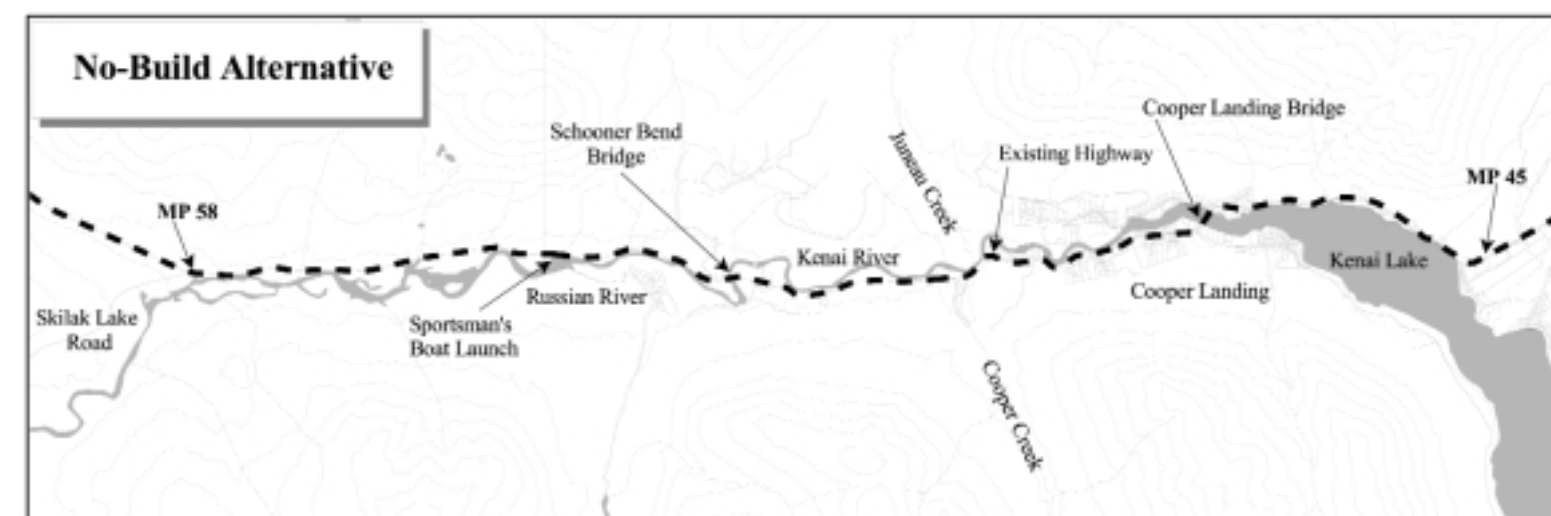 No-Build Alternative
Cooper Landing Bridge
Schooner Bend
Bridge
Juneau Creek
Existing Highway
MP 45
MP 58
Kenai River
Kenai Lake
Russian River
Cooper Landing
Skilak Lake
Road
Sportsman's
Boat Launch
Cooper Creek